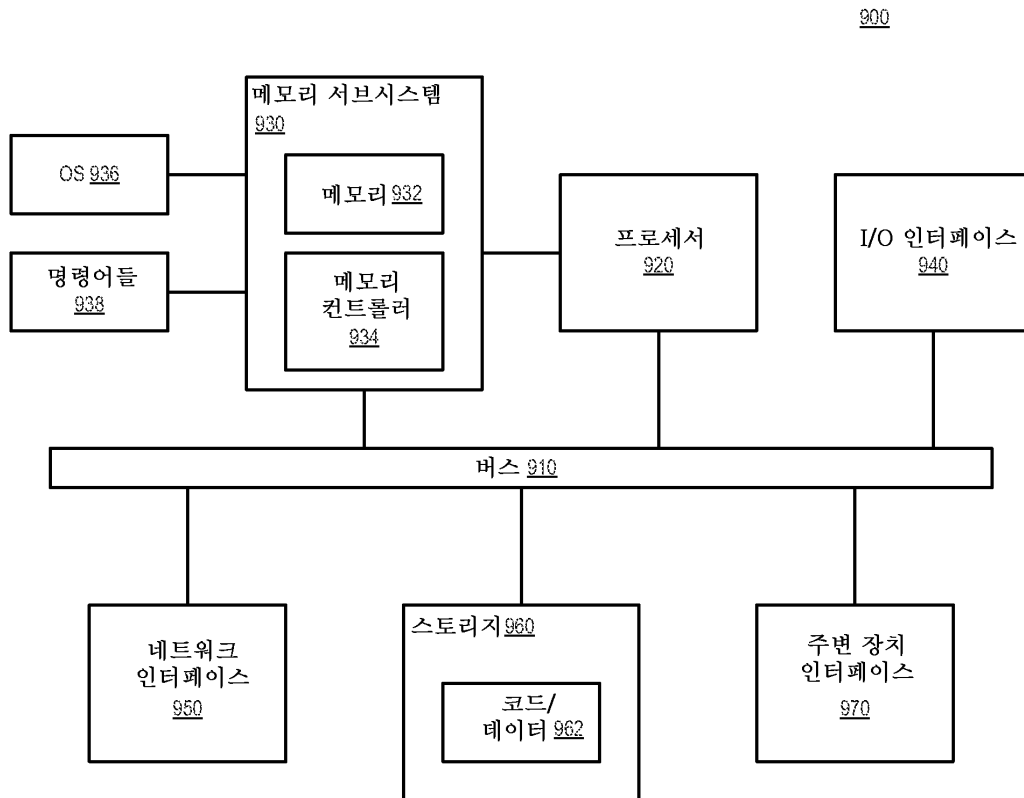 900
메모리 서브시스템
930
OS 936
메모리 932
명령어들
938
메모리
컨트롤러
934
프로세서
920
I/O 인터페이스
940
버스 910
네트워크
인터페이스
950
스토리지 960
코드/
데이터 962
주변 장치
인터페이스
970